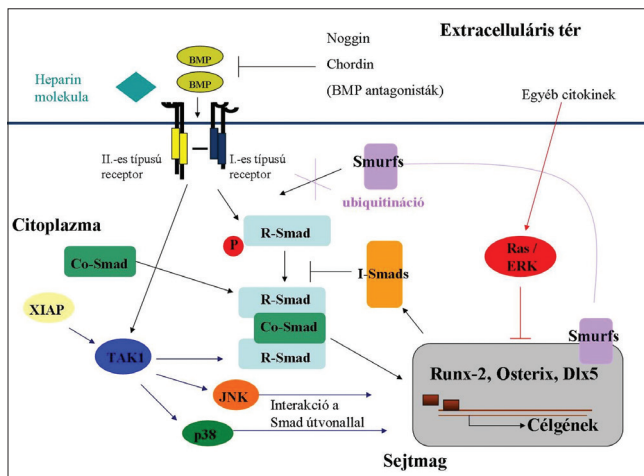 Noggin
Extracelluláris tér
BMP
Chordin
Heparin
molekula
BMP
(BMP antagonisták)
Egyéb citokinek
II.-es típusú
receptor
I.-es típusú
receptor
Smurfs
ubiquitináció
Citoplazma
P
R-Smad
Co-Smad
I-Smads
Ras /
ERK
R-Smad
Co-Smad
R-Smad
XIAP
TAK1
Smurfs
Runx-2, Osterix, Dlx5
JNK
Interakció a
Smad útvonallal
p38
Célgének
Sejtmag